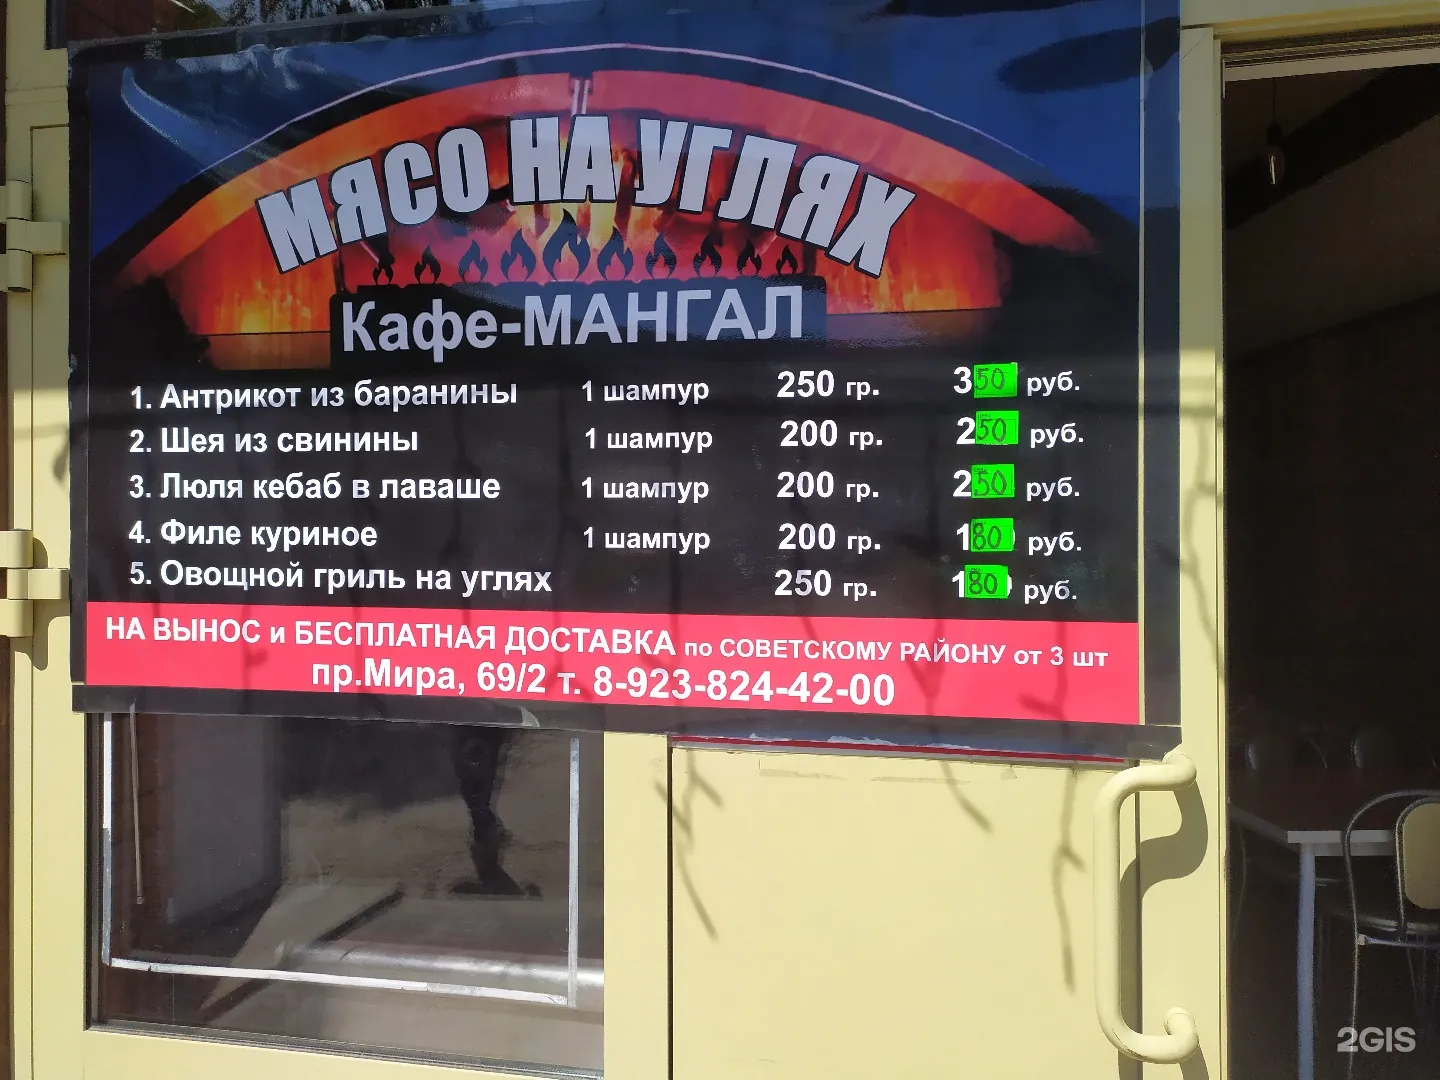 МЯСО НА УГЛЯХ
Кафе-МАНГАЛ
1. Антрикот из баранины 1 шампур 250 гр. 350 руб.
2. Шея из свинины 1 шампур 200 гр. 250 руб.
3. Люля кебаб в лаваше 1 шампур 200 гр. 250 руб.
4. Филе куриное 1 шампур 200 гр. 180 руб.
5. Овощной гриль на углях 250 гр. 180 руб.
НА ВЫНОС и БЕСПЛАТНАЯ ДОСТАВКА по СОВЕТСКОМУ РАЙОНУ от 3 шт
пр.Мира, 69/2 т. 8-923-824-42-00
2GIS